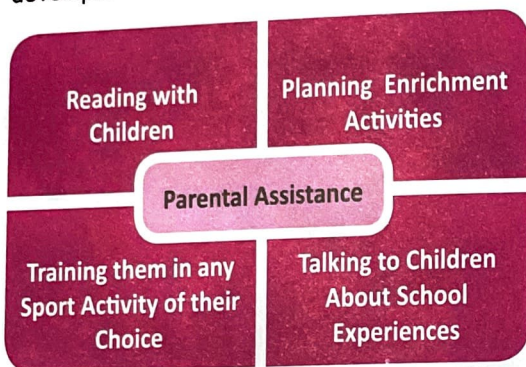 Reading with
Children
Planning Enrichment
Activities
Parental Assistance
Training them in any
Sport Activity of their
Choice
Talking to Children
About School
Experiences